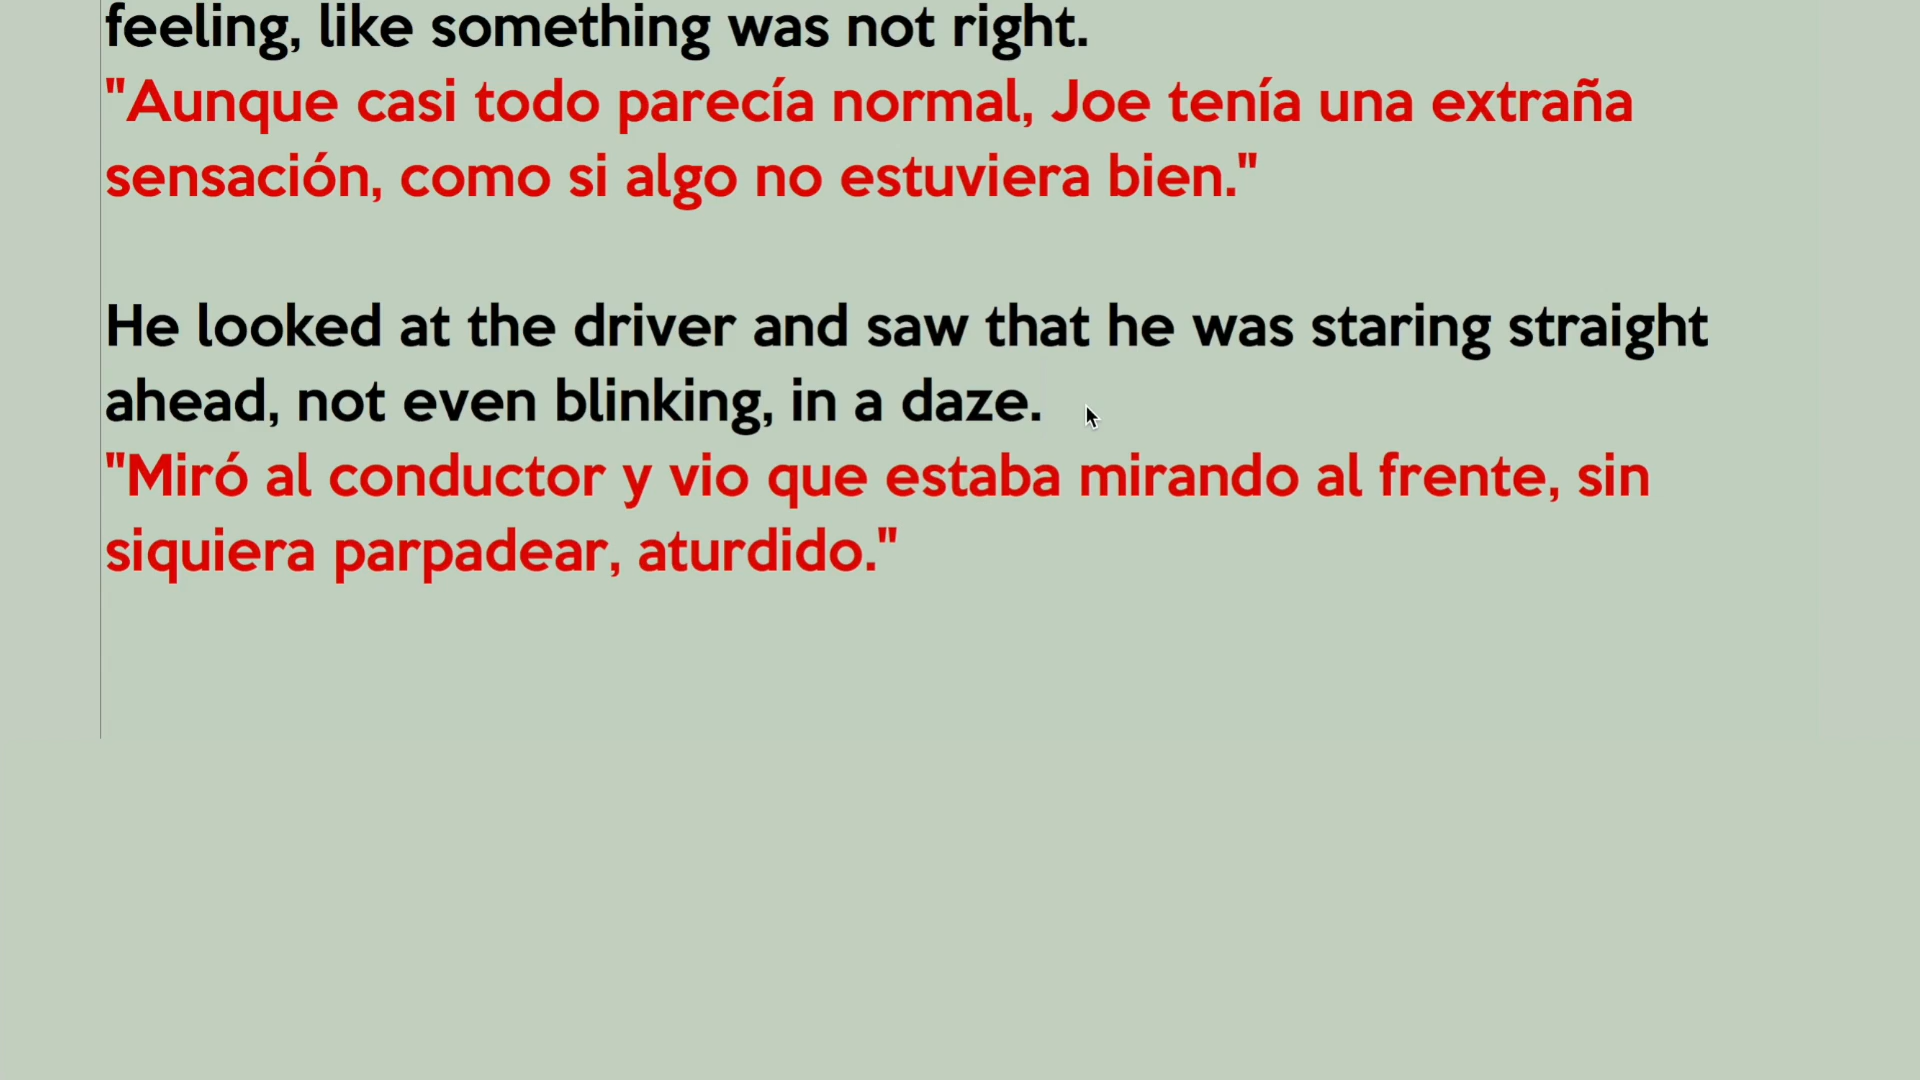 feeling, like something was not right.
"Aunque casi todo parecía normal, Joe tenía una extraña
sensación, como si algo no estuviera bien."
He looked at the driver and saw that he was staring straight
ahead, not even blinking, in a daze.
"Miró al conductor y vio que estaba mirando al frente, sin
siquiera parpadear, aturdido."